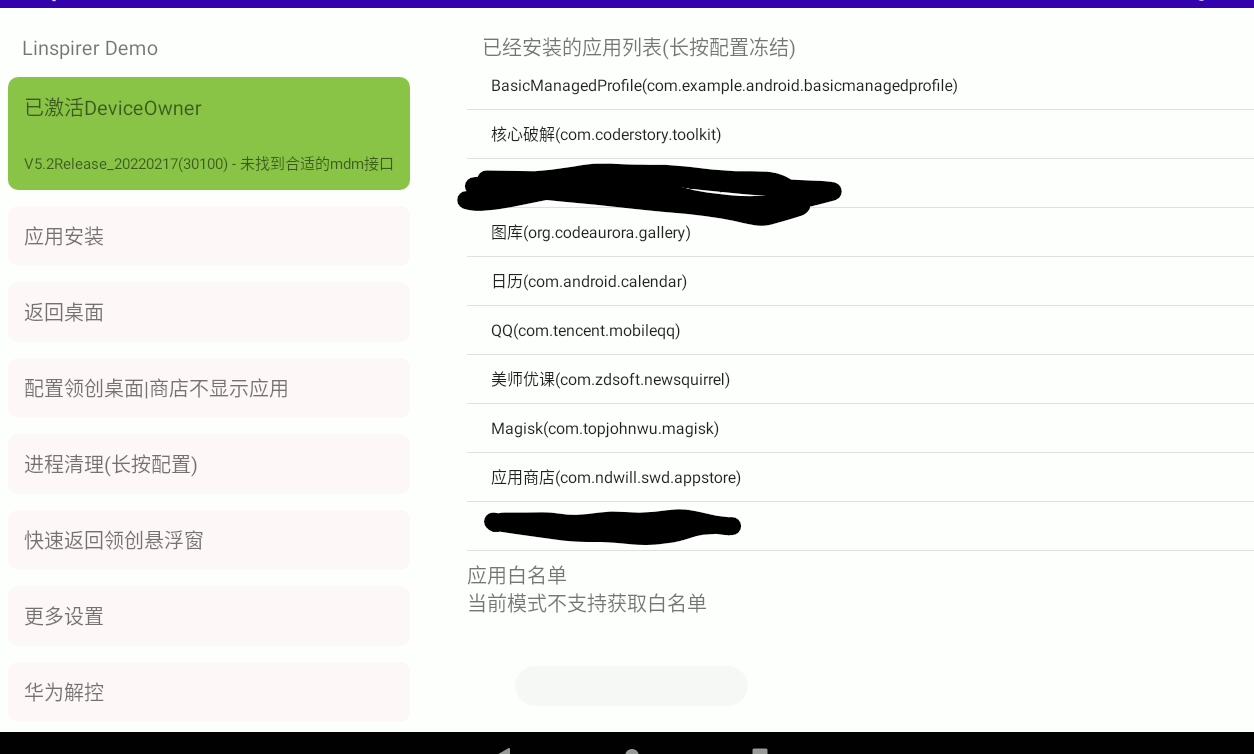 Linspirer Demo
已激活DeviceOwner
V5.2Release_20220217(30100) - 未找到合适的mdm接口
应用安装
返回桌面
配置领创桌面|商店不显示应用
进程清理(长按配置)
快速返回领创悬浮窗
更多设置
华为解控
已经安装的应用列表(长按配置冻结)
BasicManagedProfile(com.example.android.basicmanagedprofile)
核心破解(com.coderstory.toolkit)
图库(org.codeaurora.gallery)
日历(com.android.calendar)
QQ(com.tencent.mobileqq)
美师优课(com.zdsoft.newsquirrel)
Magisk(com.topjohnwu.magisk)
应用商店(com.ndwill.swd.appstore)
应用白名单
当前模式不支持获取白名单